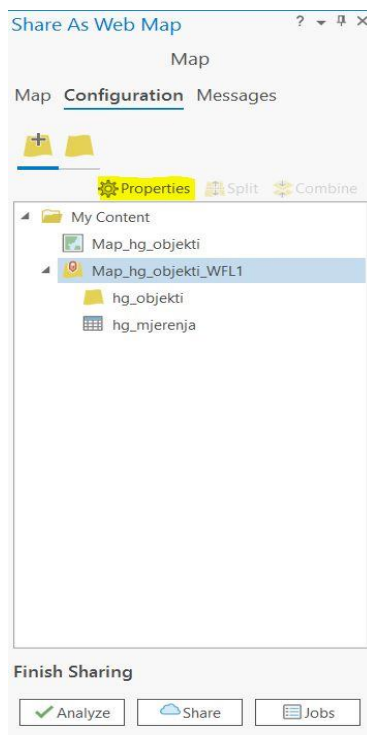 Share As Web Map
Map
Map Configuration Messages
Properties Split Combine
My Content
Map_hg_objekti
Map_hg_objekti_WFL1
hg_objekti
hg_mjerenja
Finish Sharing
Analyze Share Jobs